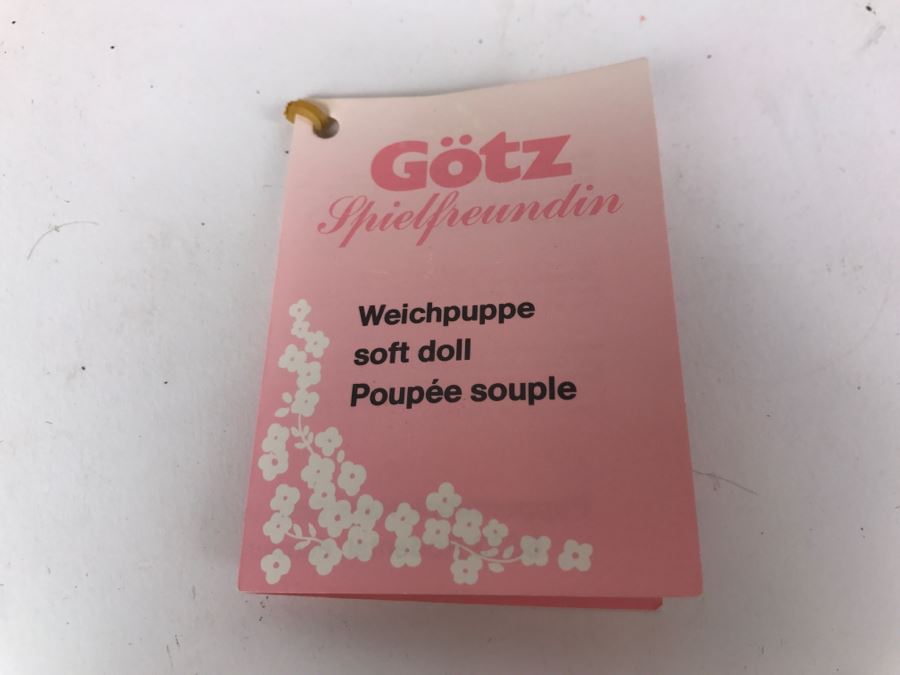 Götz
Spielfreundin
Weichpuppe
soft doll
Poupée souple